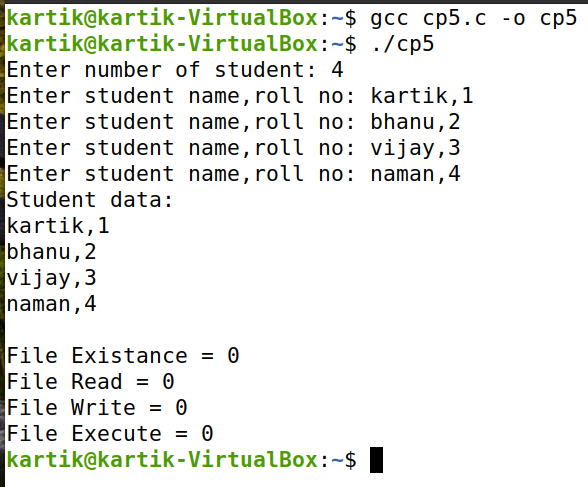 kartik@kartik-VirtualBox:~$ gcc cp5.c -o cp5
kartik@kartik-VirtualBox:~$ ./cp5
Enter number of student: 4
Enter student name,roll no: kartik,1
Enter student name,roll no: bhanu,2
Enter student name,roll no: vijay,3
Enter student name,roll no: naman,4
Student data:
kartik,1
bhanu,2
vijay,3
naman,4

File Existance = 0
File Read = 0
File Write = 0
File Execute = 0
kartik@kartik-VirtualBox:~$